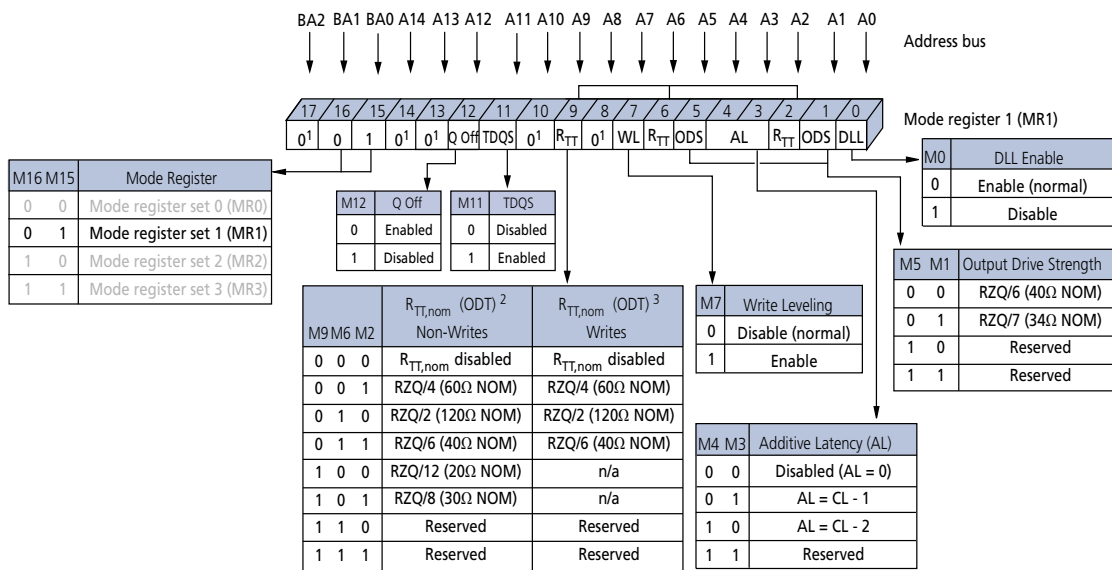 BA2 BA1 BA0 A14 A13 A12 A11 A10 A9 A8 A7 A6 A5 A4 A3 A2 A1 A0
Address bus
17 16 15 14 13 12 11 10 9 8 7 6 5 4 3 2 1 0
Mode register 1 (MR1)
0¹ 0 1 0¹ 0¹ Q Off TDQS 0¹ RTT 0¹ WL RTT ODS AL RTT ODS DLL
M16 M15 Mode Register
0 0 Mode register set 0 (MR0)
0 1 Mode register set 1 (MR1)
1 0 Mode register set 2 (MR2)
1 1 Mode register set 3 (MR3)
M12 Q Off
0 Enabled
1 Disabled
M11 TDQS
0 Disabled
1 Enabled
M0 DLL Enable
0 Enable (normal)
1 Disable
M5 M1 Output Drive Strength
0 0 RZQ/6 (40Ω NOM)
0 1 RZQ/7 (34Ω NOM)
1 0 Reserved
1 1 Reserved
RTT,nom (ODT) ² RTT,nom (ODT) ³
M9 M6 M2 Non-Writes Writes
0 0 0 RTT,nom disabled RTT,nom disabled
0 0 1 RZQ/4 (60Ω NOM) RZQ/4 (60Ω NOM)
0 1 0 RZQ/2 (120Ω NOM) RZQ/2 (120Ω NOM)
0 1 1 RZQ/6 (40Ω NOM) RZQ/6 (40Ω NOM)
1 0 0 RZQ/12 (20Ω NOM) n/a
1 0 1 RZQ/8 (30Ω NOM) n/a
1 1 0 Reserved Reserved
1 1 1 Reserved Reserved
M7 Write Leveling
0 Disable (normal)
1 Enable
M4 M3 Additive Latency (AL)
0 0 Disabled (AL = 0)
0 1 AL = CL - 1
1 0 AL = CL - 2
1 1 Reserved